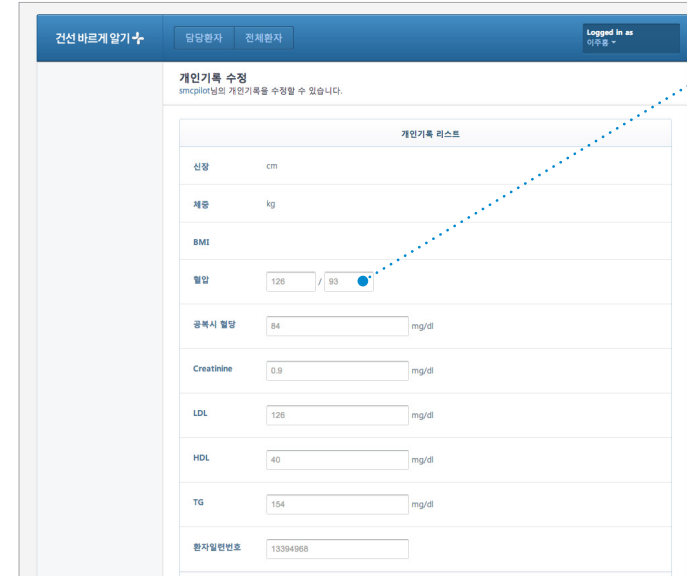 건선 바르게 알기
담당환자 전체환자
Logged in as
이주홍
개인기록 수정
smcpilot님의 개인기록을 수정할 수 있습니다.
개인기록 리스트
신장 cm
체중 kg
BMI
혈압 126 / 93
공복시 혈당 84 mg/dl
Creatinine 0.9 mg/dl
LDL 126 mg/dl
HDL 40 mg/dl
TG 154 mg/dl
환자일련번호 13394968